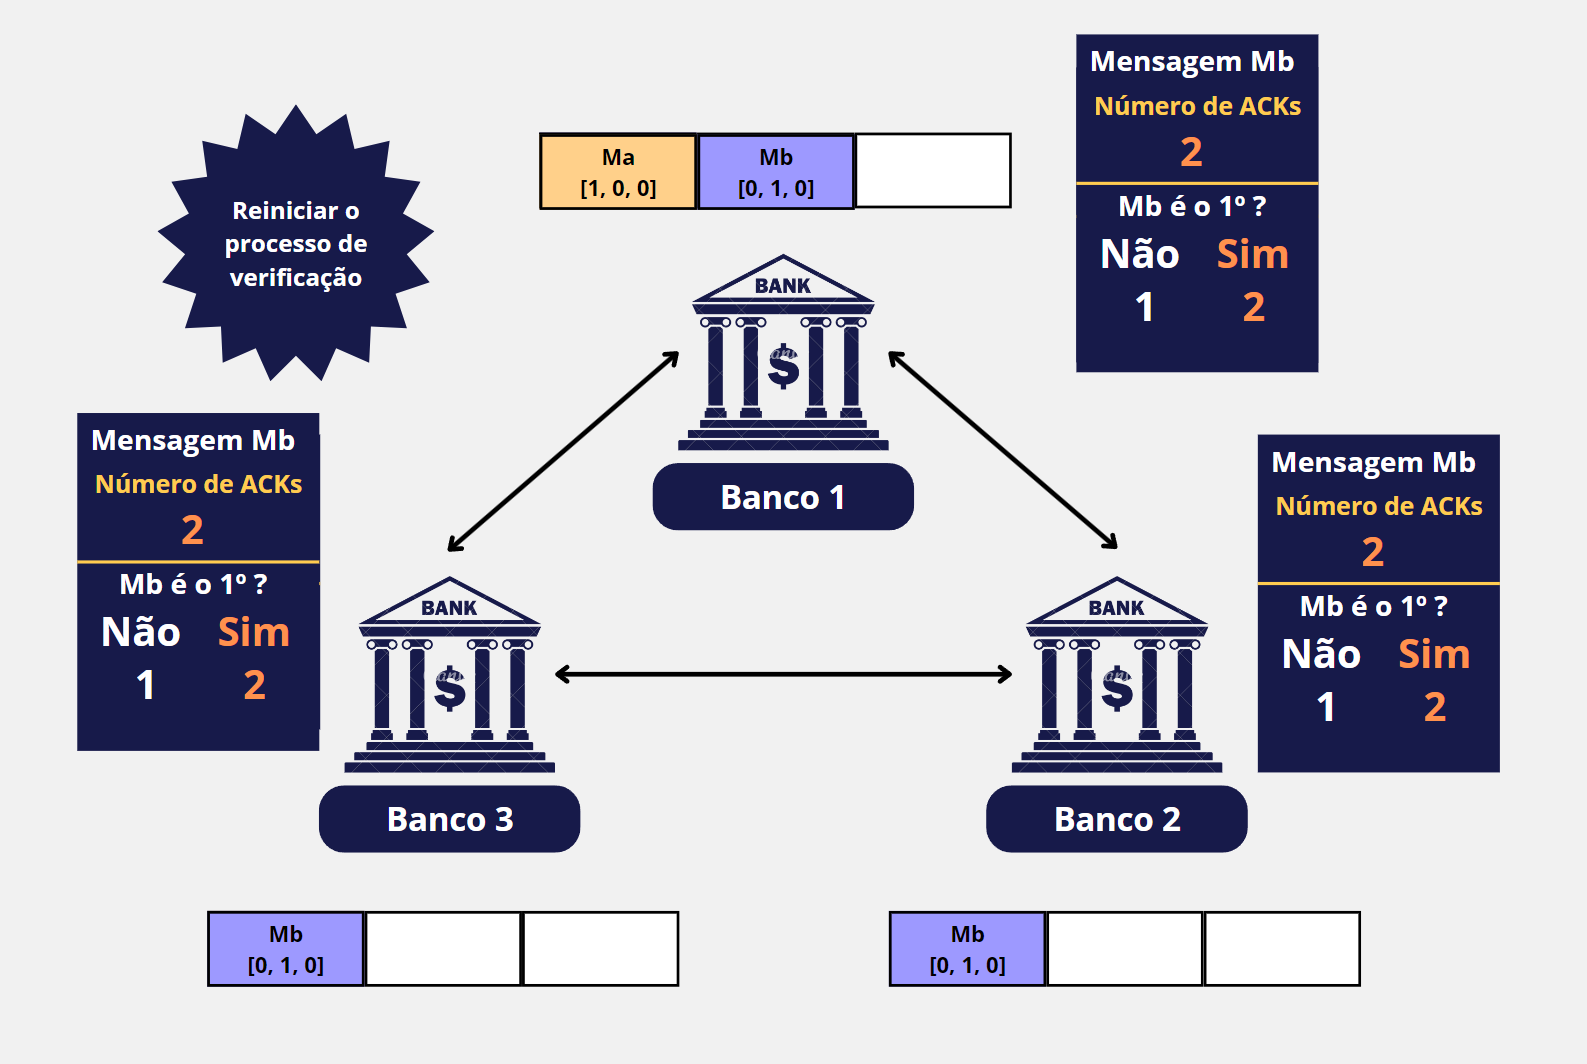 Mensagem Mb
Número de ACKs
2
Mb é o 1º ?
Não Sim
1 2
Ma
[1, 0, 0]
Mb
[0, 1, 0]
Reiniciar o
processo de
verificação
BANK
$
Banco 1
Mensagem Mb
Número de ACKs
2
Mb é o 1º ?
Não Sim
1 2
BANK
$
Banco 3
BANK
$
Banco 2
Mensagem Mb
Número de ACKs
2
Mb é o 1º ?
Não Sim
1 2
Mb
[0, 1, 0]
Mb
[0, 1, 0]